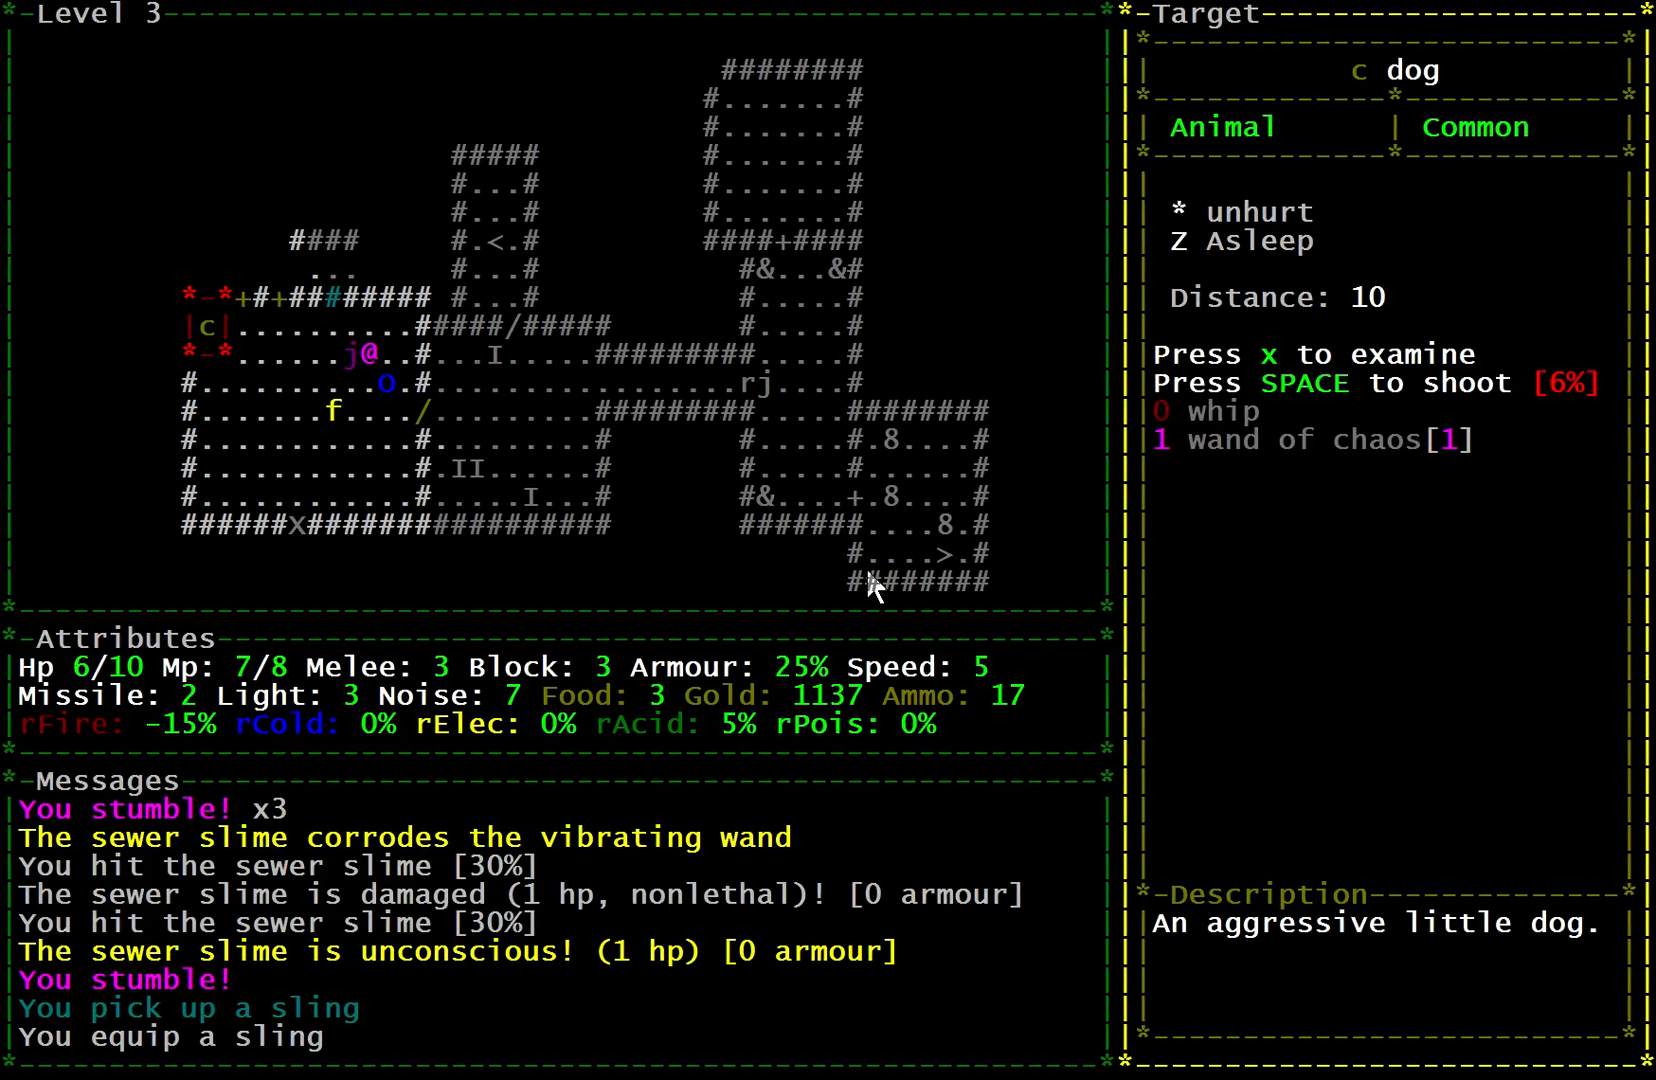 Level 3
########
#.......#
#.......#
##### #.......#
#...# #.......#
#...# #.......#
#### #.<.# ####+####
... #...# #&...&#
*-*+#+######### #...# #.....#
|c|..........#####/##### #.....#
*-*......j@..#...I.....#########.....#
#..........o.#.................rj....#
#.......f..../.........#########.....########
#............#.........# #.....#.8....#
#............#.II......# #.....#......#
#............#.....I...# #&....+.8....#
######x################# #######....8.#
#....>.#
########
Attributes
Hp 6/10 Mp: 7/8 Melee: 3 Block: 3 Armour: 25% Speed: 5
Missile: 2 Light: 3 Noise: 7 Food: 3 Gold: 1137 Ammo: 17
rFire: -15% rCold: 0% rElec: 0% rAcid: 5% rPois: 0%
Messages
You stumble! x3
The sewer slime corrodes the vibrating wand
You hit the sewer slime [30%]
The sewer slime is damaged (1 hp, nonlethal)! [0 armour]
You hit the sewer slime [30%]
The sewer slime is unconscious! (1 hp) [0 armour]
You stumble!
You pick up a sling
You equip a sling
Target
c dog
Animal | Common
* unhurt
Z Asleep
Distance: 10
Press x to examine
Press SPACE to shoot [6%]
0 whip
1 wand of chaos[1]
Description
An aggressive little dog.